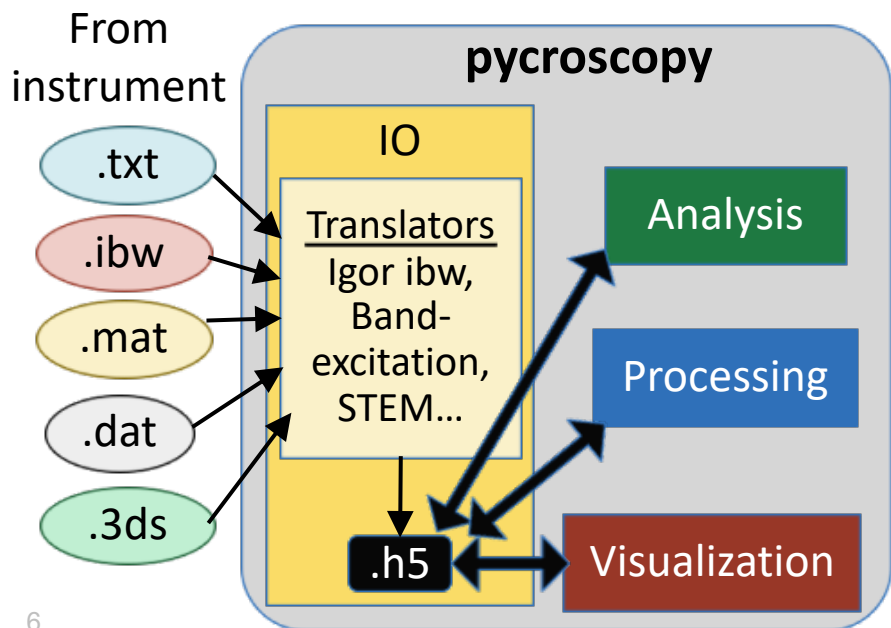 From
instrument
.txt
.ibw
.mat
.dat
.3ds
pycroscopy
IO
Translators
Igor ibw,
Band-
excitation,
STEM...
.h5
Analysis
Processing
Visualization
6